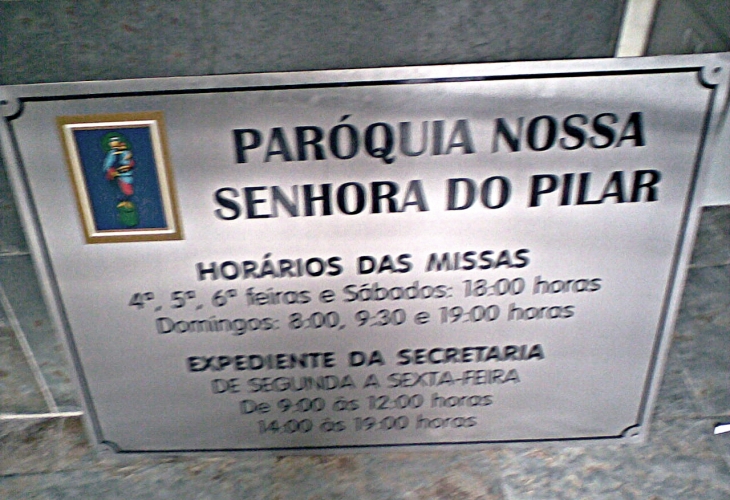 PARÓQUIA NOSSA
SENHORA DO PILAR
HORÁRIOS DAS MISSAS
4ª, 5ª, 6ª feiras e Sábados: 18:00 horas
Domingos: 8:00, 9:30 e 19:00 horas
EXPEDIENTE DA SECRETARIA
DE SEGUNDA A SEXTA-FEIRA
De 9:00 às 12:00 horas
14:00 às 19:00 horas